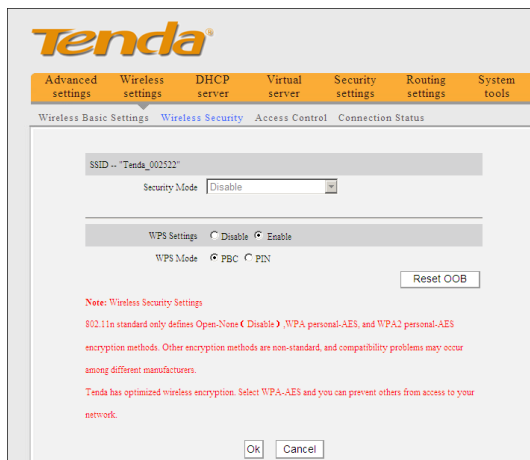 Tenda
Advanced settings Wireless settings DHCP server Virtual server Security settings Routing settings System tools
Wireless Basic Settings Wireless Security Access Control Connection Status
SSID -- "Tenda_002522"
Security Mode Disable
WPS Settings Disable Enable
WPS Mode PBC PIN
Reset OOB
Note: Wireless Security Settings
802.11n standard only defines Open-None ( Disable ) ,WPA personal-AES, and WPA2 personal-AES
encryption methods. Other encryption methods are non-standard, and compatibility problems may occur
among different manufacturers.
Tenda has optimized wireless encryption. Select WPA-AES and you can prevent others from access to your
network.
Ok Cancel